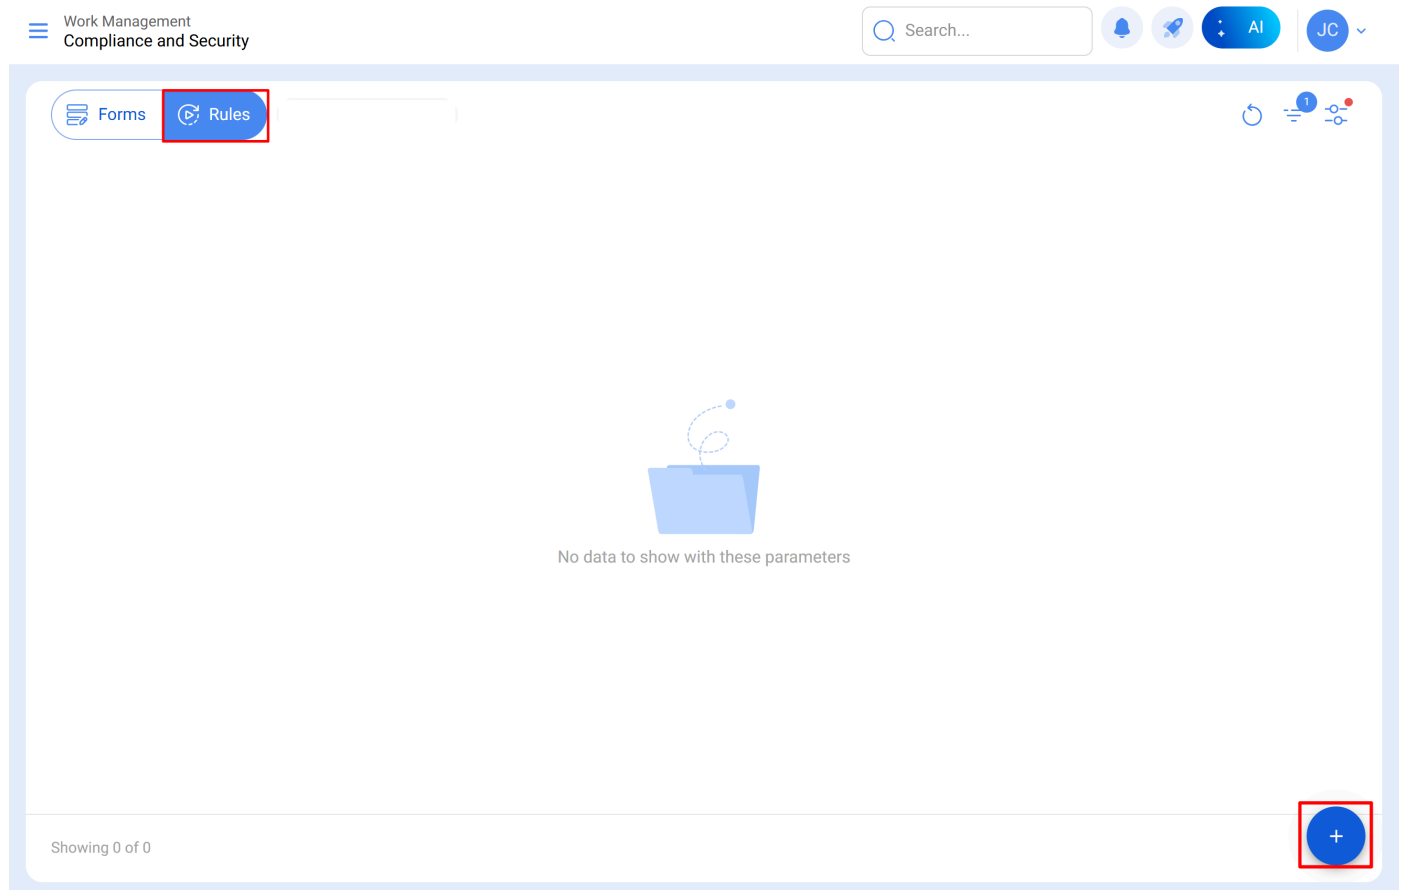 Work Management
Compliance and Security
Search...
AI
JC
Forms
Rules
1
No data to show with these parameters
Showing 0 of 0
+